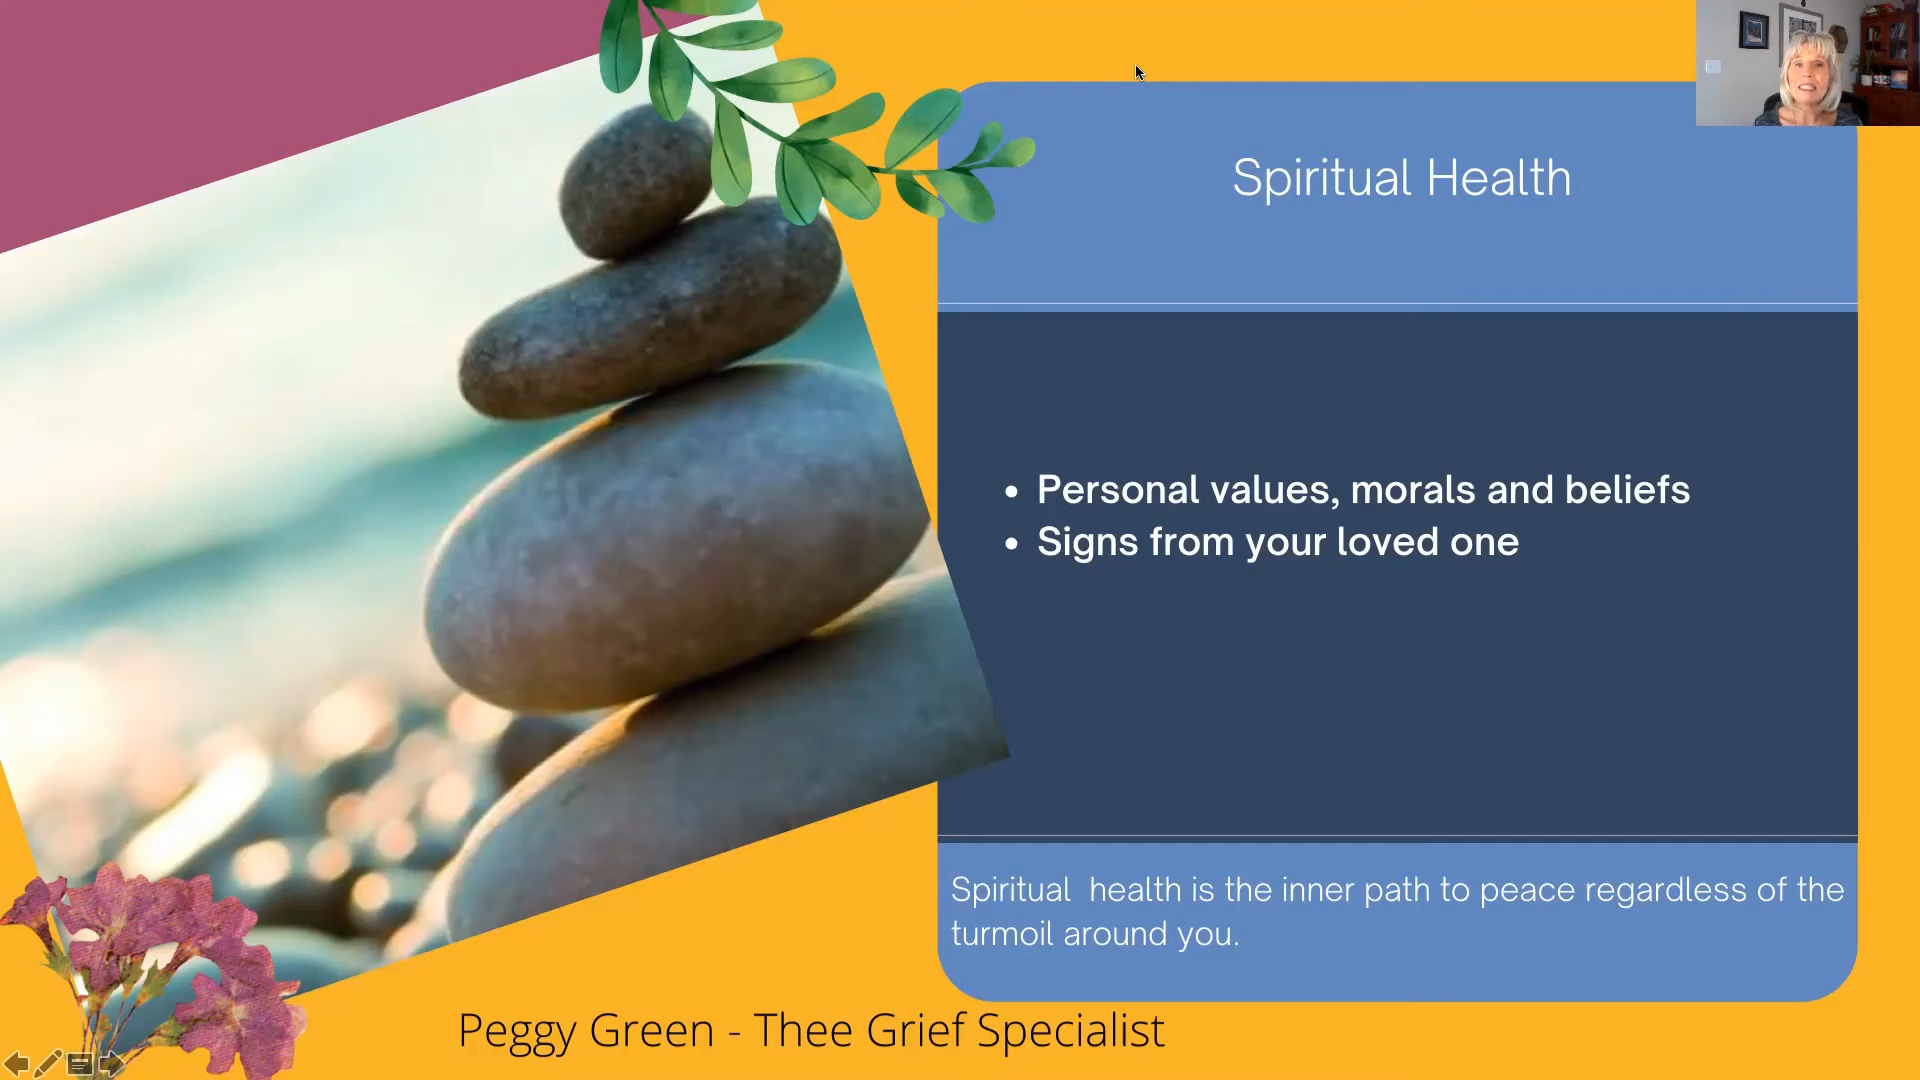 Spiritual Health
• Personal values, morals and beliefs
• Signs from your loved one
Spiritual  health is the inner path to peace regardless of the
turmoil around you.
Peggy Green - Thee Grief Specialist